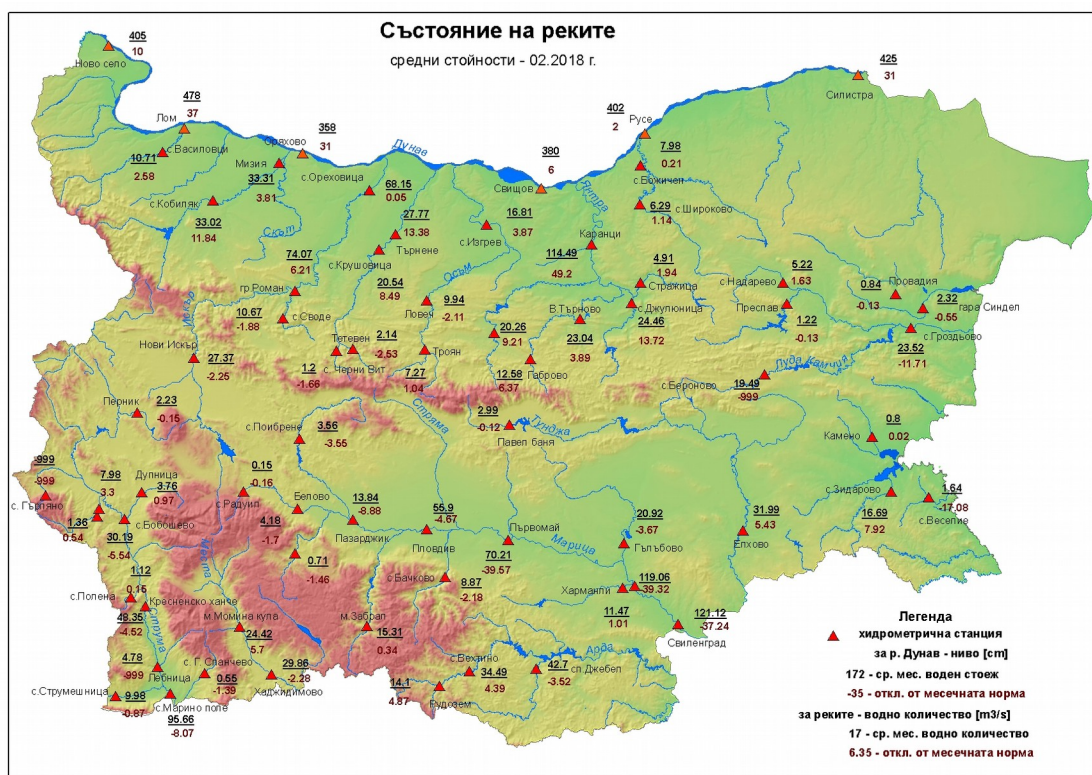 Състояние на реките
средни стойности - 02.2018 г.
405
10
Ново село
425
31
Силистра
478
37
Лом
402
2
Русе
358
31
Оряхово
380
6
Свищов
Дунав
Янтра
с.Василовци
10.71
2.58
Мизия
33.31
3.81
с.Ореховица
68.15
0.05
7.98
0.21
с.Божичен
с.Кобиляк
33.02
11.84
Скът
27.77
13.38
Търнене
16.81
3.87
с.Изгрев
6.29
1.14
с.Широково
Каранци
114.49
49.2
74.07
6.21
гр.Роман
с.Крушовица
20.54
8.49
Осъм
4.91
1.94
Стражица
с.Надарево
5.22
1.63
Провадия
0.84
-0.13
2.32
-0.55
гара Синдел
Искър
10.67
-1.88
с.Своде
Ловеч
9.94
-2.11
В.Търново
23.04
3.89
с.Джулюница
24.46
13.72
Преслав
1.22
-0.13
с.Гроздьово
23.52
-11.71
Нови Искър
27.37
-2.25
Тетевен
2.14
-2.53
1.2
-1.66
с. Черни Вит
Троян
7.27
1.04
20.26
9.21
12.58
6.37
Габрово
Луда Камчия
с.Бероново
19.49
-999
Перник
2.23
-0.15
с.Поибрене
3.56
-3.55
Стряма
2.99
-0.12
Павел баня
Тунджа
0.8
0.02
Камено
-999
-999
с. Гърляно
7.98
3.3
Дупница
3.76
0.97
0.15
-0.16
с.Радуил
Белово
4.18
-1.7
13.84
-8.88
Пазарджик
55.9
-4.67
Пловдив
Първомай
70.21
-39.57
Марица
20.92
-3.67
Гълъбово
31.99
5.43
Елхово
с.Зидарово
16.69
7.92
1.64
-17.08
с.Веселие
1.36
0.54
с.Бобошево
30.19
-5.54
0.71
-1.46
Места
1.12
0.15
с.Полена
Кресненско ханче
48.35
-4.52
Струма
м.Момина кула
24.42
5.7
с.Бачково
8.87
-2.18
м.Забрал
15.31
0.34
Харманли
11.47
1.01
119.06
-39.32
121.12
-37.24
Свиленград
4.78
-999
Лебница
с. Г. Спанчево
0.55
-1.39
29.86
-2.28
Хаджидимово
с.Струмешница
9.98
-0.87
с.Марино поле
95.66
-8.07
14.1
4.87
Рудозем
с.Вехтино
34.49
4.39
Арда
42.7
-3.52
сп.Джебел
Легенда
хидрометрична станция
за р. Дунав - ниво [cm]
172 - ср. мес. воден стоеж
-35 - откл. от месечната норма
за реките - водно количество [m3/s]
17 - ср. мес. водно количество
6.35 - откл. от месечната норма